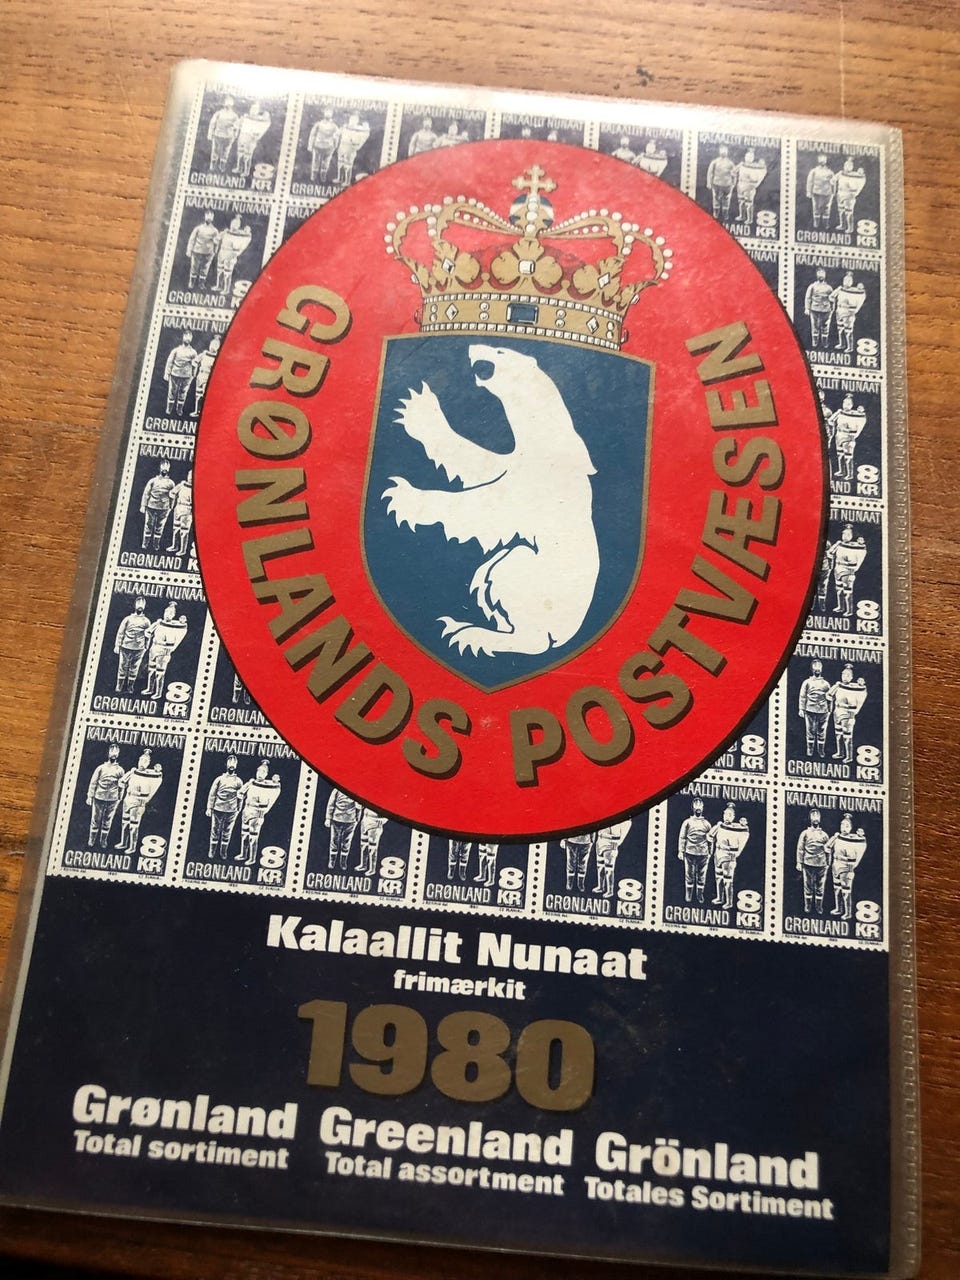 KALAALLIT NUNAAT
GRØNLAND 8 KR
GRØNLANDS POSTVÆSEN
Kalaallit Nunaat
frimærkit
1980
Grønland Greenland Grönland
Total sortiment Total assortment Totales Sortiment